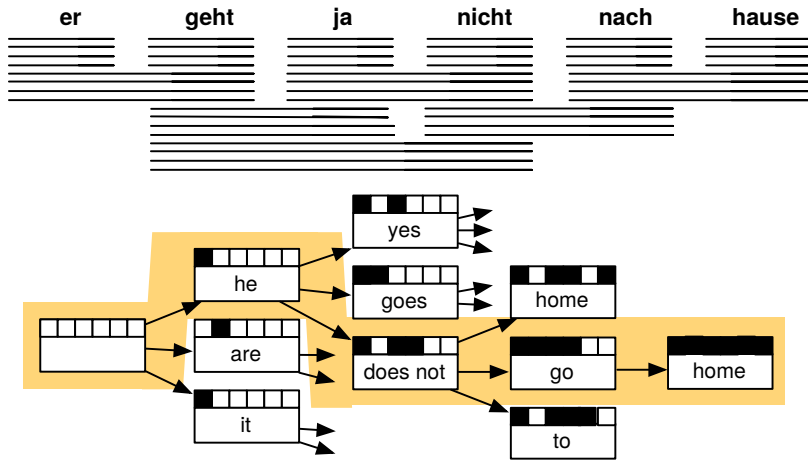 er geht ja nicht nach hause
yes
he
goes home
are
does not go home
it
to